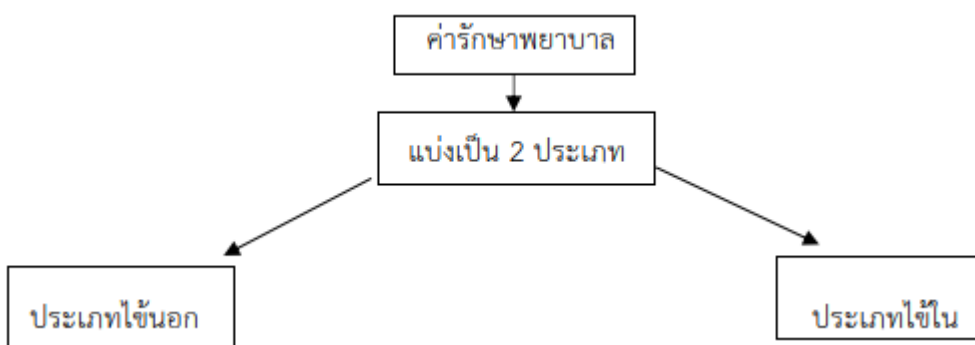 ค่ารักษาพยาบาล
แบ่งเป็น 2 ประเภท
ประเภทไข้นอก
ประเภทไข้ใน